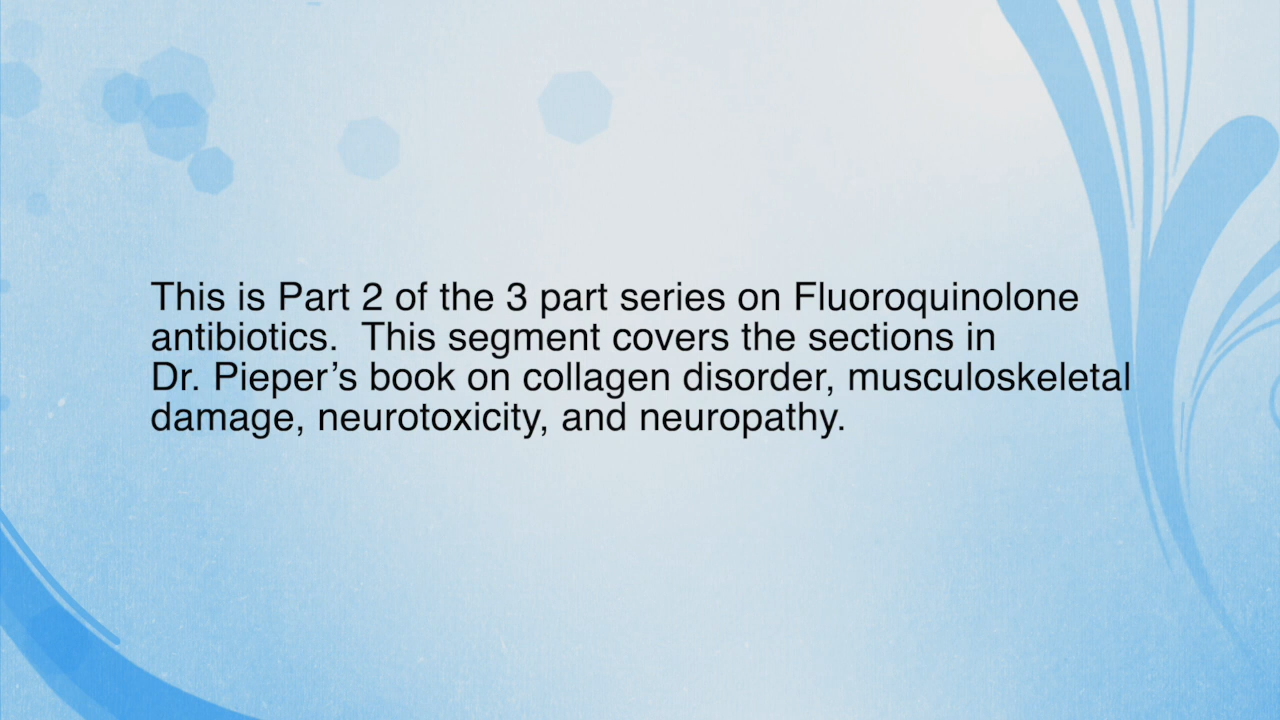 This is Part 2 of the 3 part series on Fluoroquinolone
antibiotics.  This segment covers the sections in
Dr. Pieper’s book on collagen disorder, musculoskeletal
damage, neurotoxicity, and neuropathy.